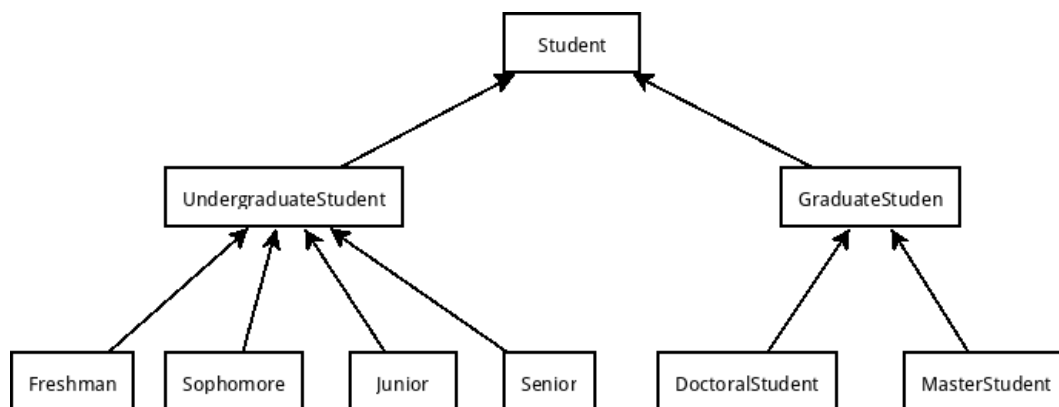 Student
UndergraduateStudent
GraduateStuden
Freshman
Sophomore
Junior
Senior
DoctoralStudent
MasterStudent